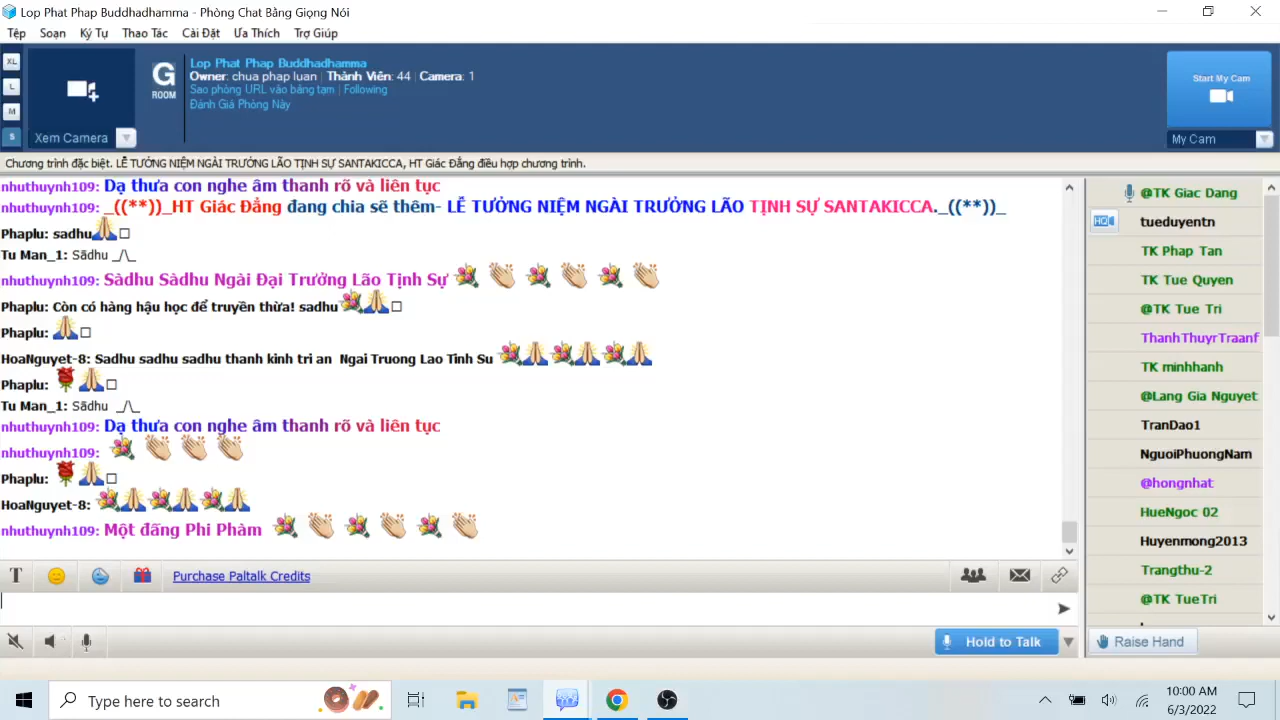 Lop Phat Phap Buddhadhamma - Phòng Chat Bằng Giọng Nói
Tệp Soạn Ký Tự Thao Tác Cài Đặt Ưa Thích Trợ Giúp
XL
L
M
S
Xem Camera
G
ROOM
Lop Phat Phap Buddhadhamma
Owner: chua phap luan | Thành Viên: 44 | Camera: 1
Sao phòng URL vào bảng tạm | Following
Đánh Giá Phòng Này
Start My Cam
My Cam
Chương trình đặc biệt. LỄ TƯỞNG NIỆM NGÀI TRƯỞNG LÃO TỊNH SỰ SANTAKICCA, HT Giác Đẳng điều hợp chương trình.
nhuthuynh109: Dạ thưa con nghe âm thanh rõ và liên tục
nhuthuynh109: _((**))_HT Giác Đẳng đang chia sẽ thêm- LỄ TƯỞNG NIỆM NGÀI TRƯỞNG LÃO TỊNH SỰ SANTAKICCA._((**))_
Phaplu: sadhu🙏□
Tu Man_1: Sādhu _/\_
nhuthuynh109: Sàdhu Sàdhu Ngài Đại Trưởng Lão Tịnh Sự 💐 👏 💐 👏 💐 👏
Phaplu: Còn có hàng hậu học để truyền thừa! sadhu💐🙏□
Phaplu: 🙏□
HoaNguyet-8: Sadhu sadhu sadhu thanh kinh tri an Ngai Truong Lao Tinh Su 💐🙏💐🙏💐🙏
Phaplu: 🌹🙏□
Tu Man_1: Sādhu _/\_
nhuthuynh109: Dạ thưa con nghe âm thanh rõ và liên tục
nhuthuynh109: 💐 👏 👏 👏
Phaplu: 🌹🙏□
HoaNguyet-8: 💐🙏💐🙏💐🙏
nhuthuynh109: Một đấng Phi Phàm 💐 👏 💐 👏 💐 👏
@TK Giac Dang
HQ
tueduyentn
TK Phap Tan
TK Tue Quyen
@TK Tue Tri
ThanhThuyrTraanf
TK minhhanh
@Lang Gia Nguyet
TranDao1
NguoiPhuongNam
@hongnhat
HueNgoc 02
Huyenmong2013
Trangthu-2
@TK TueTri
T
Purchase Paltalk Credits
Hold to Talk
Raise Hand
Type here to search
10:00 AM
6/3/2022